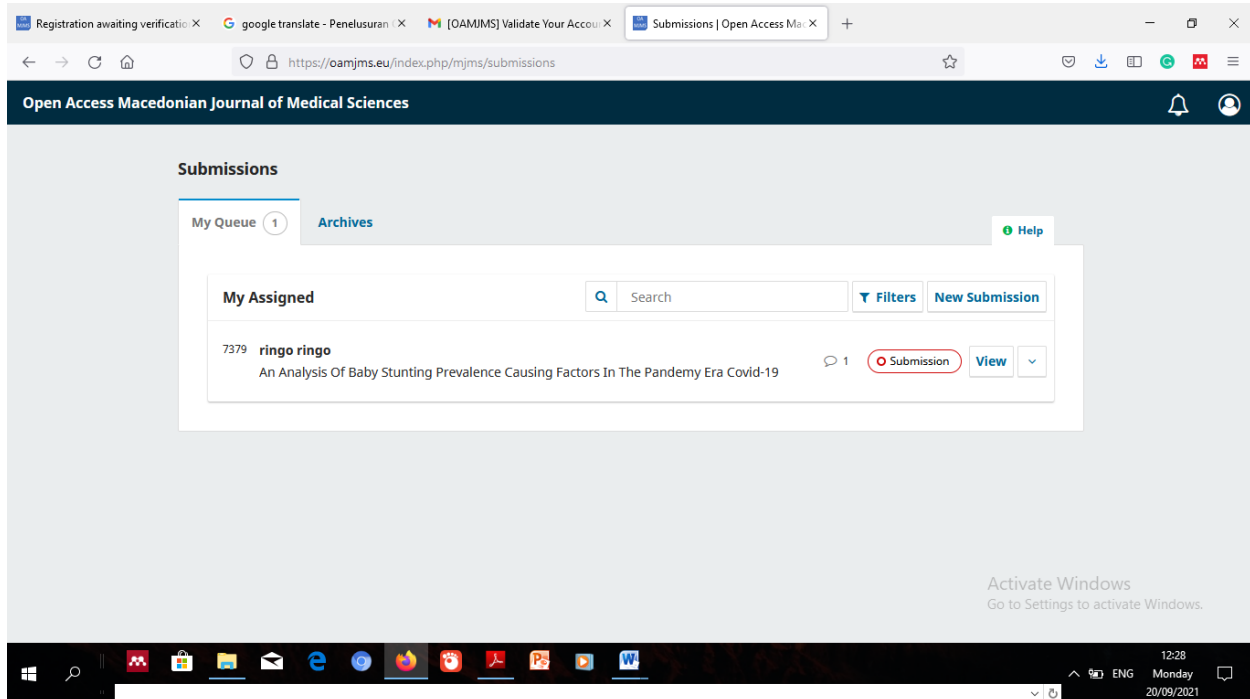 Registration awaiting verificatio
google translate - Penelusuran
[OAMJMS] Validate Your Accou
Submissions | Open Access Mac
https://oamjms.eu/index.php/mjms/submissions
Open Access Macedonian Journal of Medical Sciences
Submissions
My Queue 1
Archives
Help
My Assigned
Search
Filters
New Submission
7379 ringo ringo
An Analysis Of Baby Stunting Prevalence Causing Factors In The Pandemy Era Covid-19
1
Submission
View
Activate Windows
Go to Settings to activate Windows.
12:28
ENG Monday
20/09/2021